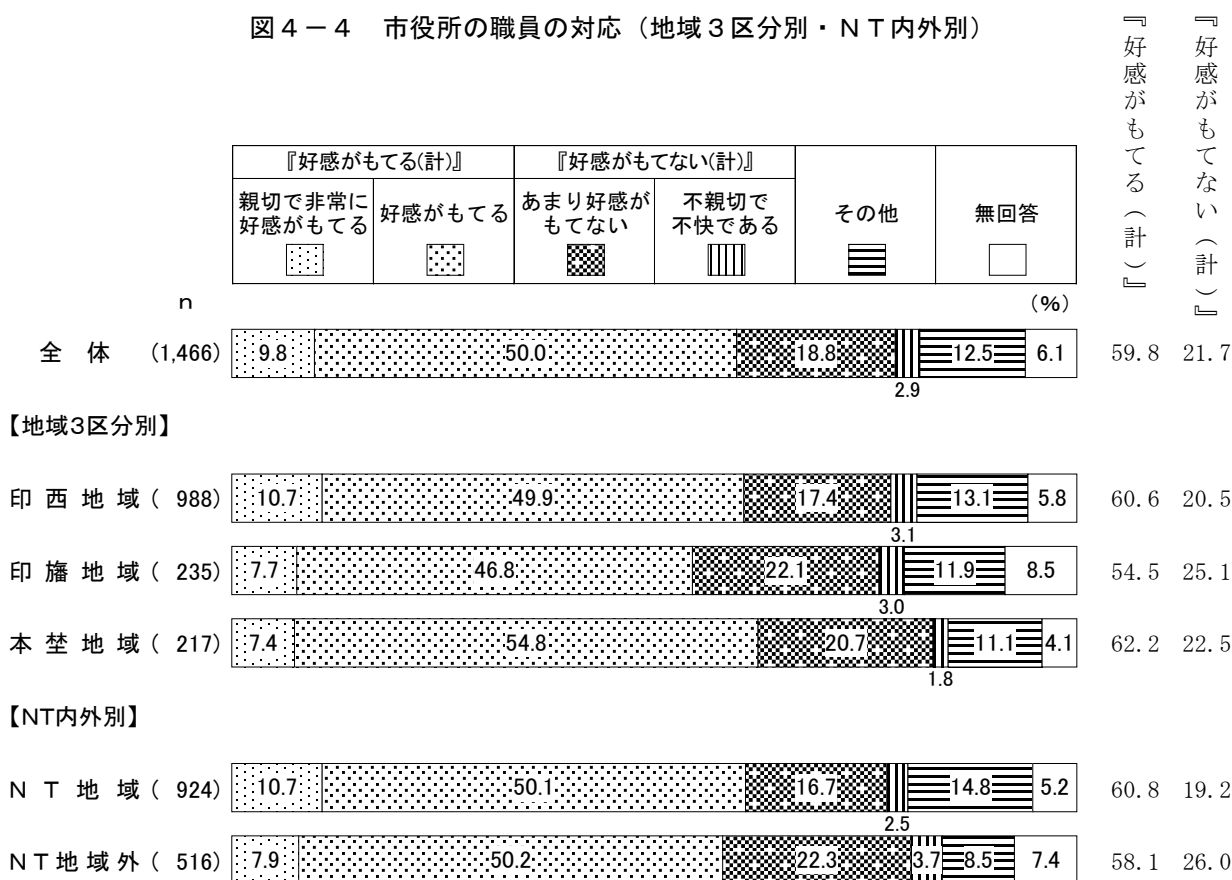 図４－４　市役所の職員の対応（地域３区分別・ＮＴ内外別）
『好感がもてる（計）』
『好感がもてない（計）』
『好感がもてる(計)』 『好感がもてない(計)』
親切で非常に
好感がもてる
好感がもてる
あまり好感が
もてない
不親切で
不快である
その他
無回答
n (%)
全体 (1,466) 9.8 50.0 18.8 12.5 6.1 59.8 21.7
2.9
【地域3区分別】
印西地域( 988) 10.7 49.9 17.4 13.1 5.8 60.6 20.5
3.1
印旛地域( 235) 7.7 46.8 22.1 11.9 8.5 54.5 25.1
3.0
本埜地域( 217) 7.4 54.8 20.7 11.1 4.1 62.2 22.5
1.8
【NT内外別】
ＮＴ地域( 924) 10.7 50.1 16.7 14.8 5.2 60.8 19.2
2.5
ＮＴ地域外( 516) 7.9 50.2 22.3 3.7 8.5 7.4 58.1 26.0